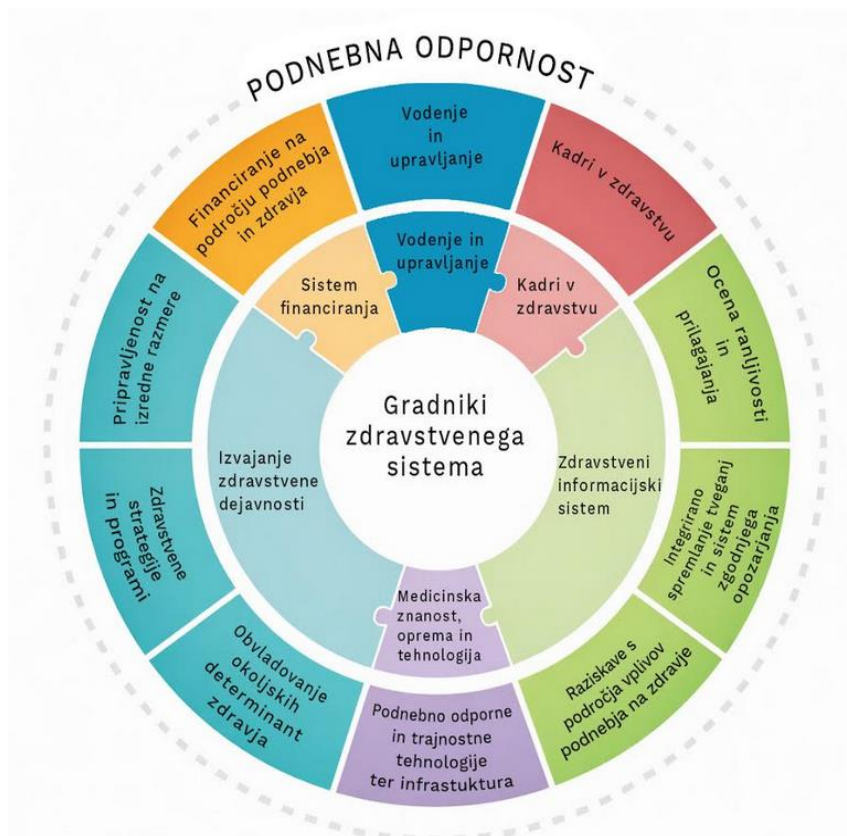 PODNEBNA ODPORNOST
Vodenje
in
upravljanje
Kadri v zdravstvu
Ocena ranljivosti
in
prilagajanja
Integrirano
spremlanje tveganj
in sistem
zgodnjega
opozarjanja
Raziskave s
področja vplivov
podnebja na zdravje
Podnebno odporne
in trajnostne
tehnologije
ter infrastuktura
Obvladovanje
okoljskih
determinant
zdravja
Zdravstvene
strategije
in programi
Pripravljenost na
izredne razmere
Financiranje na
področju podnebja
in zdravja
Vodenje in
upravljanje
Kadri v
zdravstvu
Zdravstveni
informacijski
sistem
Medicinska
znanost,
oprema in
tehnologija
Izvajanje
zdravstvene
dejavnosti
Sistem
financiranja
Gradniki
zdravstvenega
sistema